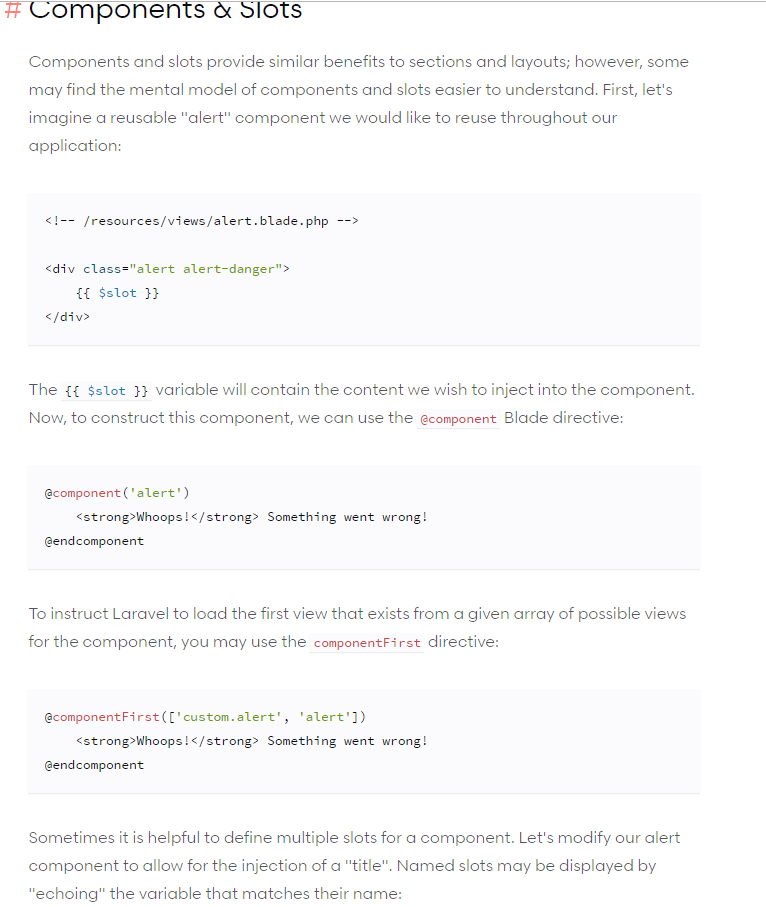 # Components & Slots
Components and slots provide similar benefits to sections and layouts; however, some
may find the mental model of components and slots easier to understand. First, let's
imagine a reusable "alert" component we would like to reuse throughout our
application:
<!-- /resources/views/alert.blade.php -->
<div class="alert alert-danger">
    {{ $slot }}
</div>
The {{ $slot }} variable will contain the content we wish to inject into the component.
Now, to construct this component, we can use the @component Blade directive:
@component('alert')
    <strong>Whoops!</strong> Something went wrong!
@endcomponent
To instruct Laravel to load the first view that exists from a given array of possible views
for the component, you may use the componentFirst directive:
@componentFirst(['custom.alert', 'alert'])
    <strong>Whoops!</strong> Something went wrong!
@endcomponent
Sometimes it is helpful to define multiple slots for a component. Let's modify our alert
component to allow for the injection of a "title". Named slots may be displayed by
"echoing" the variable that matches their name: